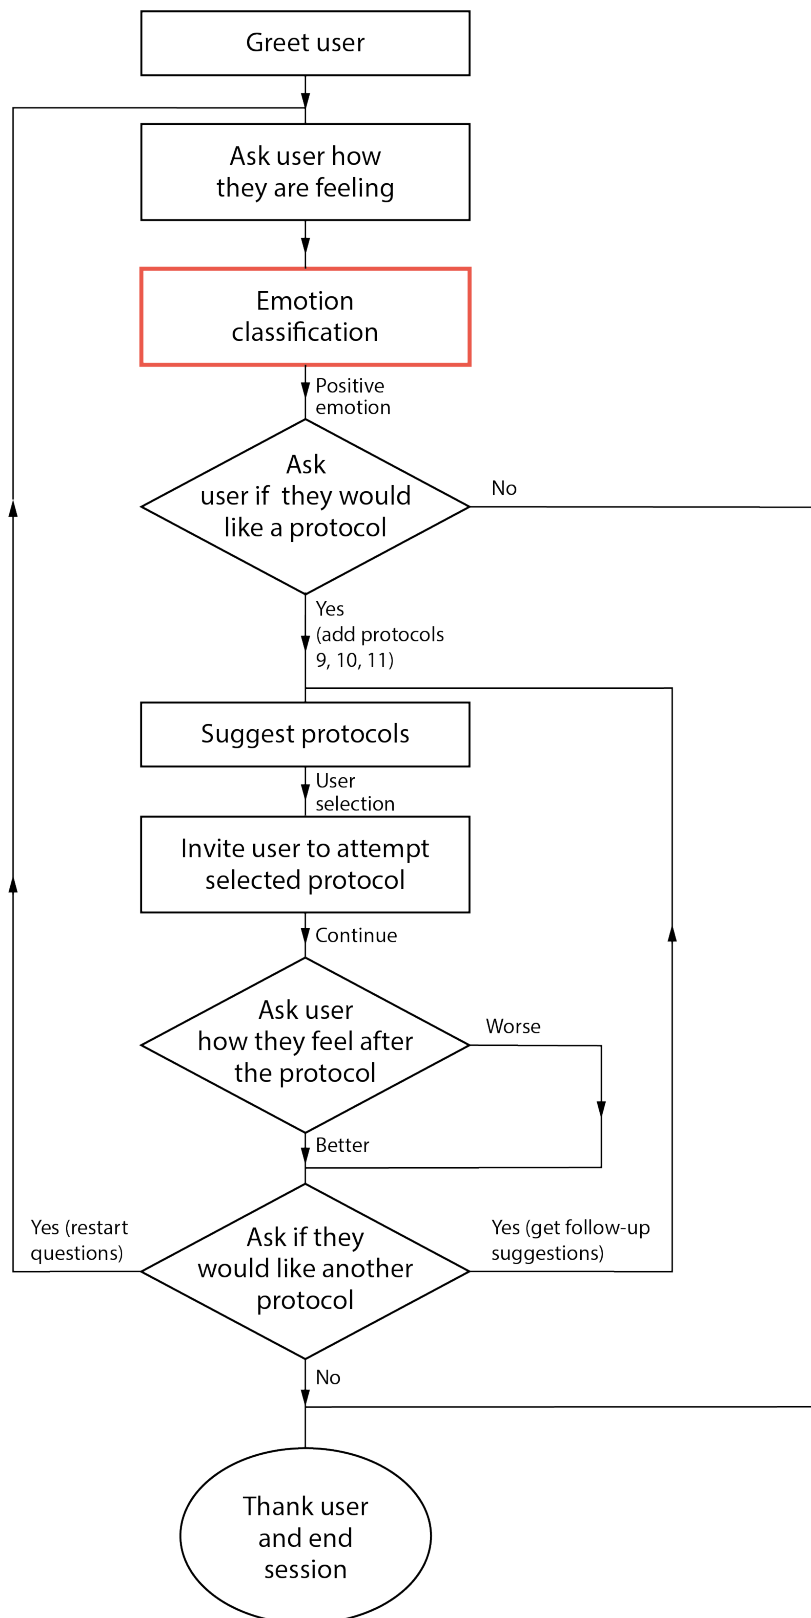 Greet user
Ask user how
they are feeling
Emotion
classification
Positive
emotion
Ask
user if they would
like a protocol
No
Yes
(add protocols
9, 10, 11)
Suggest protocols
User
selection
Invite user to attempt
selected protocol
Continue
Ask user
how they feel after
the protocol
Worse
Better
Yes (restart
questions)
Ask if they
would like another
protocol
Yes (get follow-up
suggestions)
No
Thank user
and end
session